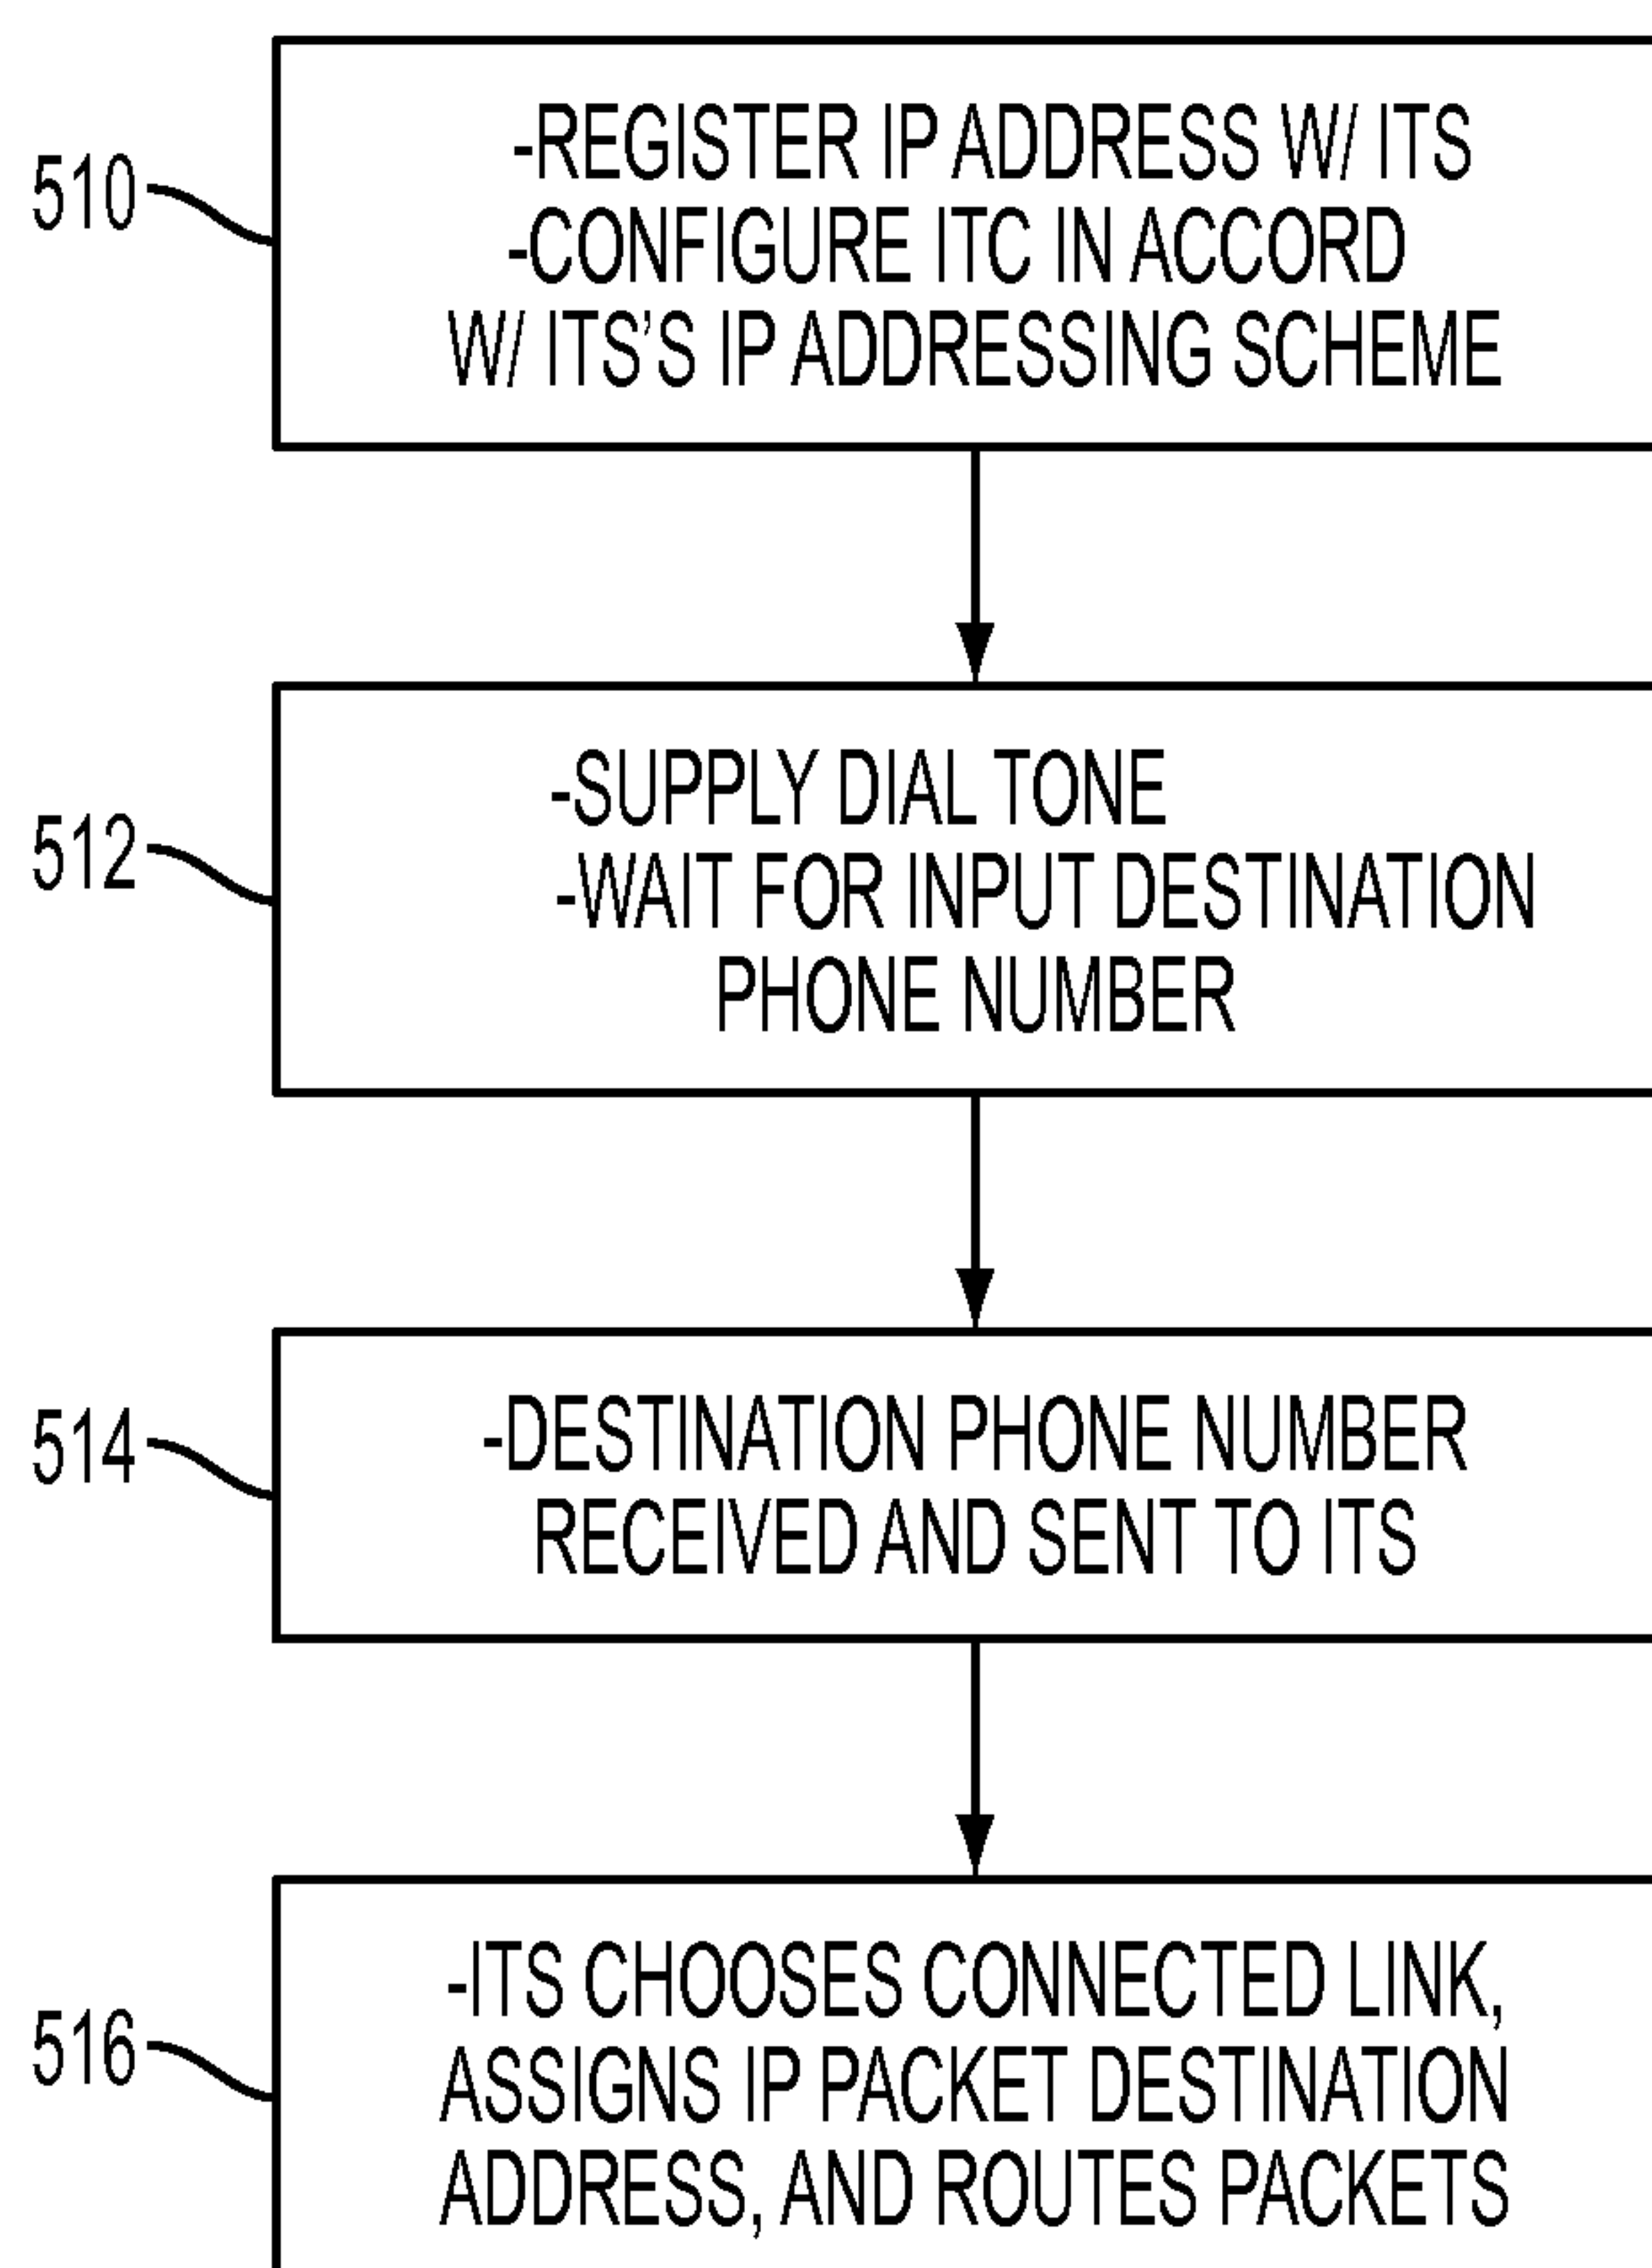 510
-REGISTER IP ADDRESS W/ ITS
-CONFIGURE ITC IN ACCORD
W/ ITS'S IP ADDRESSING SCHEME
512
-SUPPLY DIAL TONE
-WAIT FOR INPUT DESTINATION
PHONE NUMBER
514
-DESTINATION PHONE NUMBER
RECEIVED AND SENT TO ITS
516
-ITS CHOOSES CONNECTED LINK,
ASSIGNS IP PACKET DESTINATION
ADDRESS, AND ROUTES PACKETS